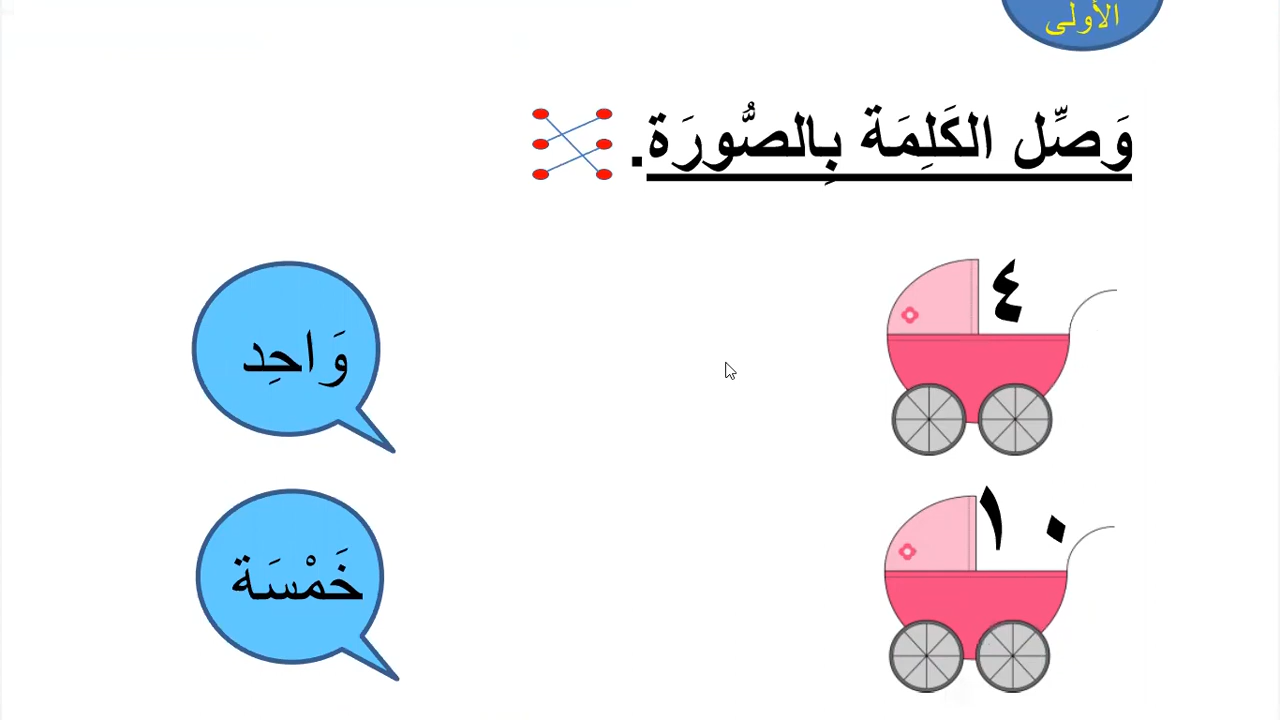 الأولى
وَصِّل الكَلِمَة بِالصُّورَة.
٤
وَاحِد
١٠
خَمْسَة